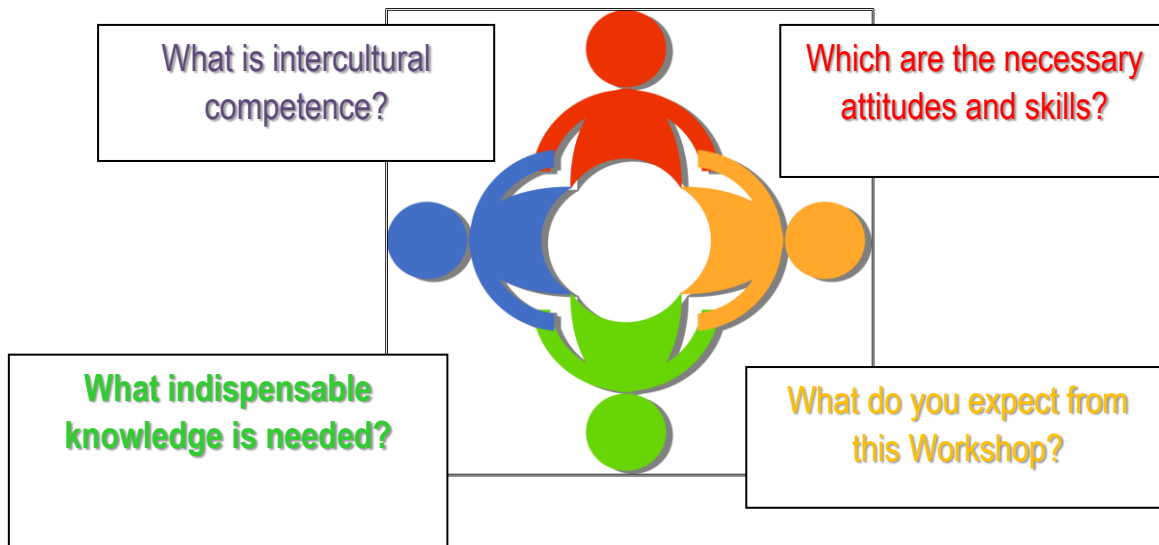 What is intercultural
competence?
Which are the necessary
attitudes and skills?
What indispensable
knowledge is needed?
What do you expect from
this Workshop?